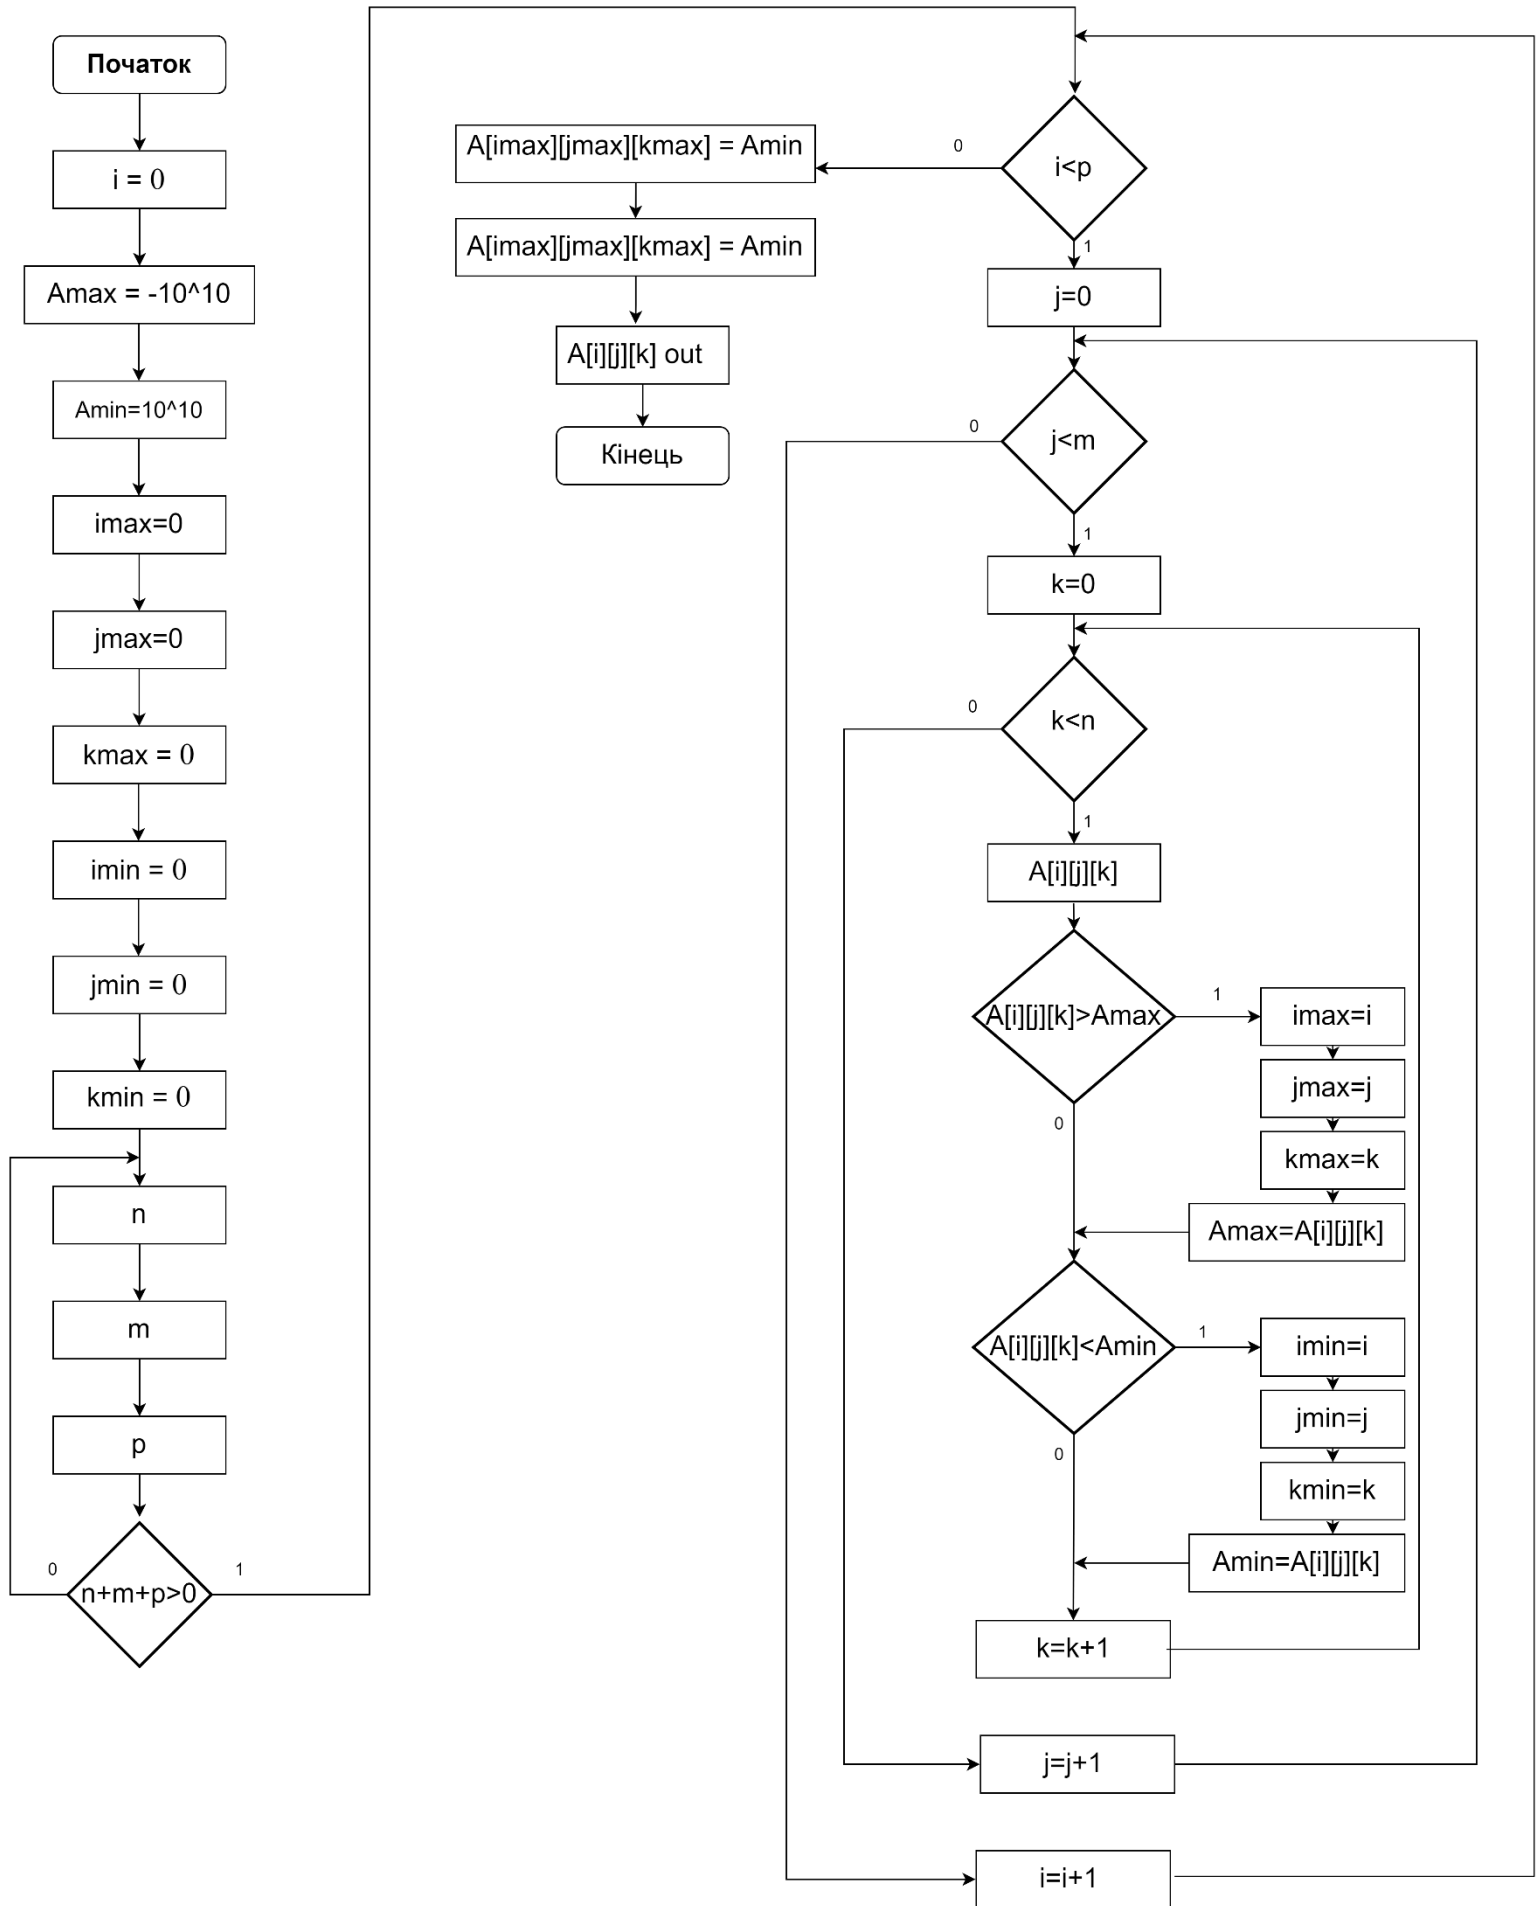 Початок
i = 0
Amax = -10^10
Amin=10^10
imax=0
jmax=0
kmax = 0
imin = 0
jmin = 0
kmin = 0
n
m
p
n+m+p>0
0
1
i<p
0
1
A[imax][jmax][kmax] = Amin
A[imax][jmax][kmax] = Amin
A[i][j][k] out
Кінець
j=0
j<m
0
1
k=0
k<n
0
1
A[i][j][k]
A[i][j][k]>Amax
1
0
imax=i
jmax=j
kmax=k
Amax=A[i][j][k]
A[i][j][k]<Amin
1
0
imin=i
jmin=j
kmin=k
Amin=A[i][j][k]
k=k+1
j=j+1
i=i+1